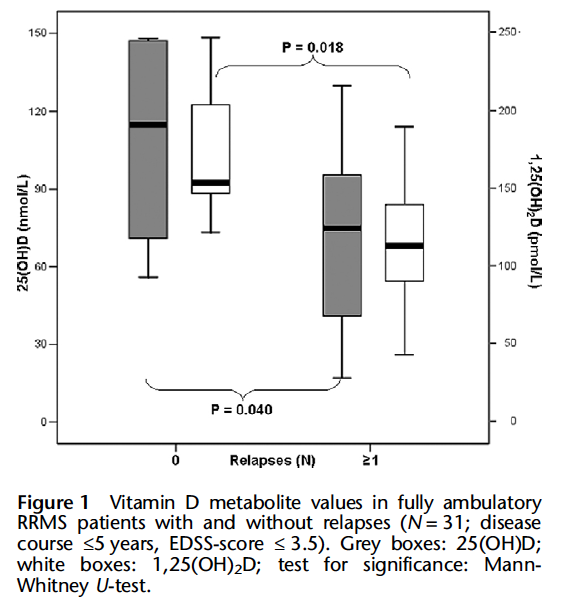 150
120
90
60
30
0
25(OH)D (nmol/L)
P = 0.018
P = 0.040
250
200
150
100
50
0
1,25(OH)₂D (pmol/L)
0
Relapses (N)
≥1
Figure 1 Vitamin D metabolite values in fully ambulatory
RRMS patients with and without relapses (N = 31; disease
course ≤5 years, EDSS-score ≤ 3.5). Grey boxes: 25(OH)D;
white boxes: 1,25(OH)₂D; test for significance: Mann-
Whitney U-test.